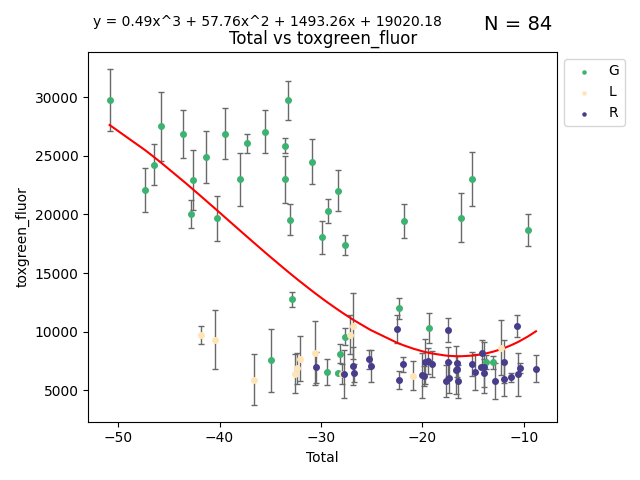 y = 0.49x^3 + 57.76x^2 + 1493.26x + 19020.18
N = 84
Total vs toxgreen_fluor
G
L
R
30000
25000
20000
15000
10000
5000
toxgreen_fluor
−50
−40
−30
−20
−10
Total